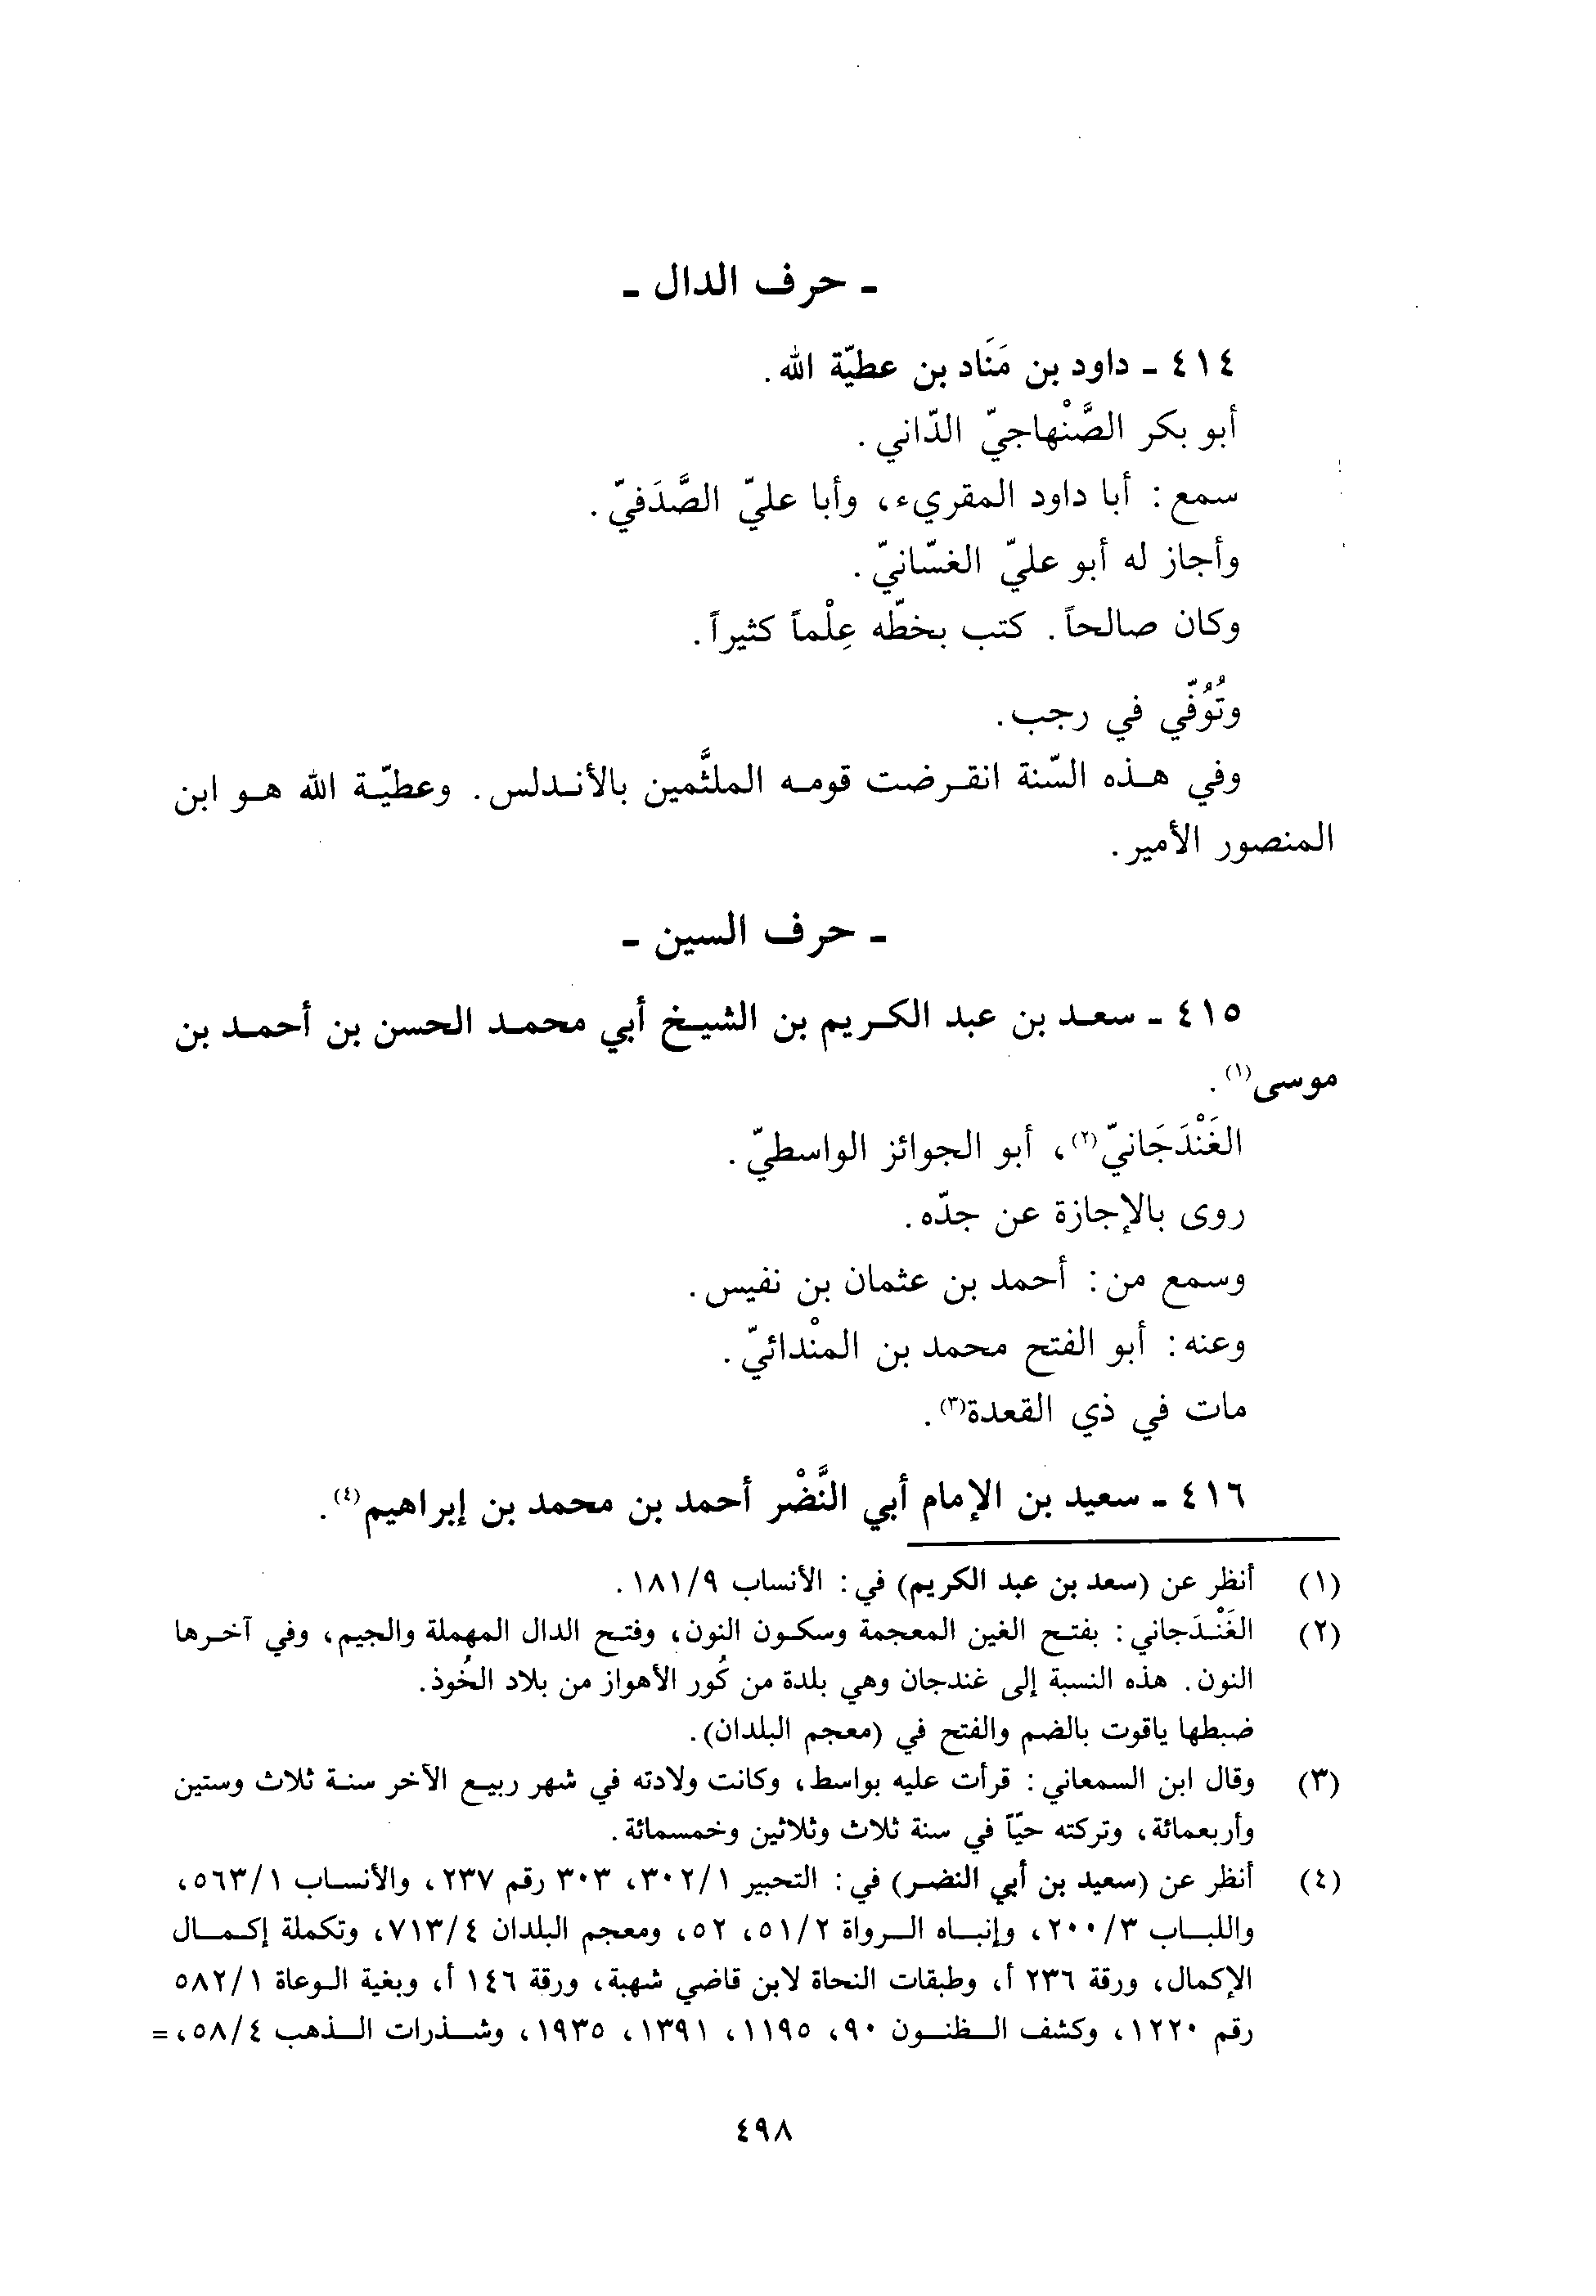 - حرف الدال -
٤١٤ - داود بن مَنَاد بن عطيّة الله.
أبو بكر الصَّنْهاجيّ الدّاني.
سمع: أبا داود المقريء، وأبا عليّ الصَّدَفيّ.
وأجاز له أبو عليّ الغسّانيّ.
وكان صالحاً. كتب بخطّه عِلْماً كثيراً.
وتُوُفّي في رجب.
وفي هذه السّنة انقرضت قومه الملثَّمين بالأندلس. وعطيّة الله هو ابن
المنصور الأمير.
- حرف السين -
٤١٥ - سعد بن عبد الكريم بن الشيخ أبي محمد الحسن بن أحمد بن
موسى(١).
الغَنْدَجَانيّ(٢)، أبو الجوائز الواسطيّ.
روى بالإجازة عن جدّه.
وسمع من: أحمد بن عثمان بن نفيس.
وعنه: أبو الفتح محمد بن المنْدائيّ.
مات في ذي القعدة(٣).
٤١٦ - سعيد بن الإمام أبي النَّضْر أحمد بن محمد بن إبراهيم(٤).
(١) أنظر عن (سعد بن عبد الكريم) في: الأنساب ١٨١/٩.
(٢) الغَنْدَجاني: بفتح الغين المعجمة وسكون النون، وفتح الدال المهملة والجيم، وفي آخرها
النون. هذه النسبة إلى غندجان وهي بلدة من كُور الأهواز من بلاد الخُوذ.
ضبطها ياقوت بالضم والفتح في (معجم البلدان).
(٣) وقال ابن السمعاني: قرأت عليه بواسط، وكانت ولادته في شهر ربيع الآخر سنة ثلاث وستين
وأربعمائة، وتركته حيّاً في سنة ثلاث وثلاثين وخمسمائة.
(٤) أنظر عن (سعيد بن أبي النضر) في: التحبير ٣٠٢/١، ٣٠٣ رقم ٢٣٧، والأنساب ٥٦٣/١،
واللباب ٢٠٠/٣، وإنباه الرواة ٥١/٢، ٥٢، ومعجم البلدان ٧١٣/٤، وتكملة إكمال
الإكمال، ورقة ٢٣٦ أ، وطبقات النحاة لابن قاضي شهبة، ورقة ١٤٦ أ، وبغية الوعاة ٥٨٢/١
رقم ١٢٢٠، وكشف الظنون ٩٠، ١١٩٥، ١٣٩١، ١٩٣٥، وشذرات الذهب ٥٨/٤، =
٤٩٨